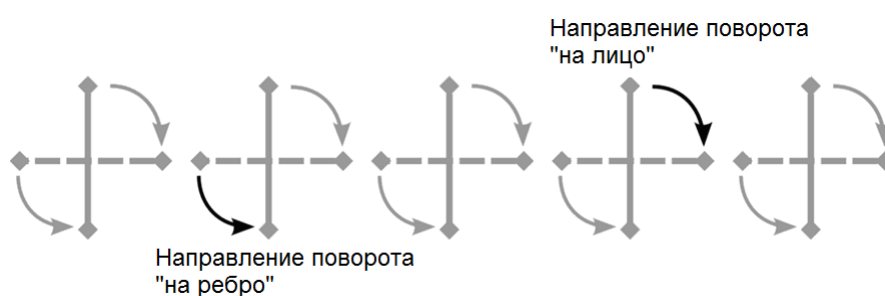 Направление поворота
"на лицо"
Направление поворота
"на ребро"